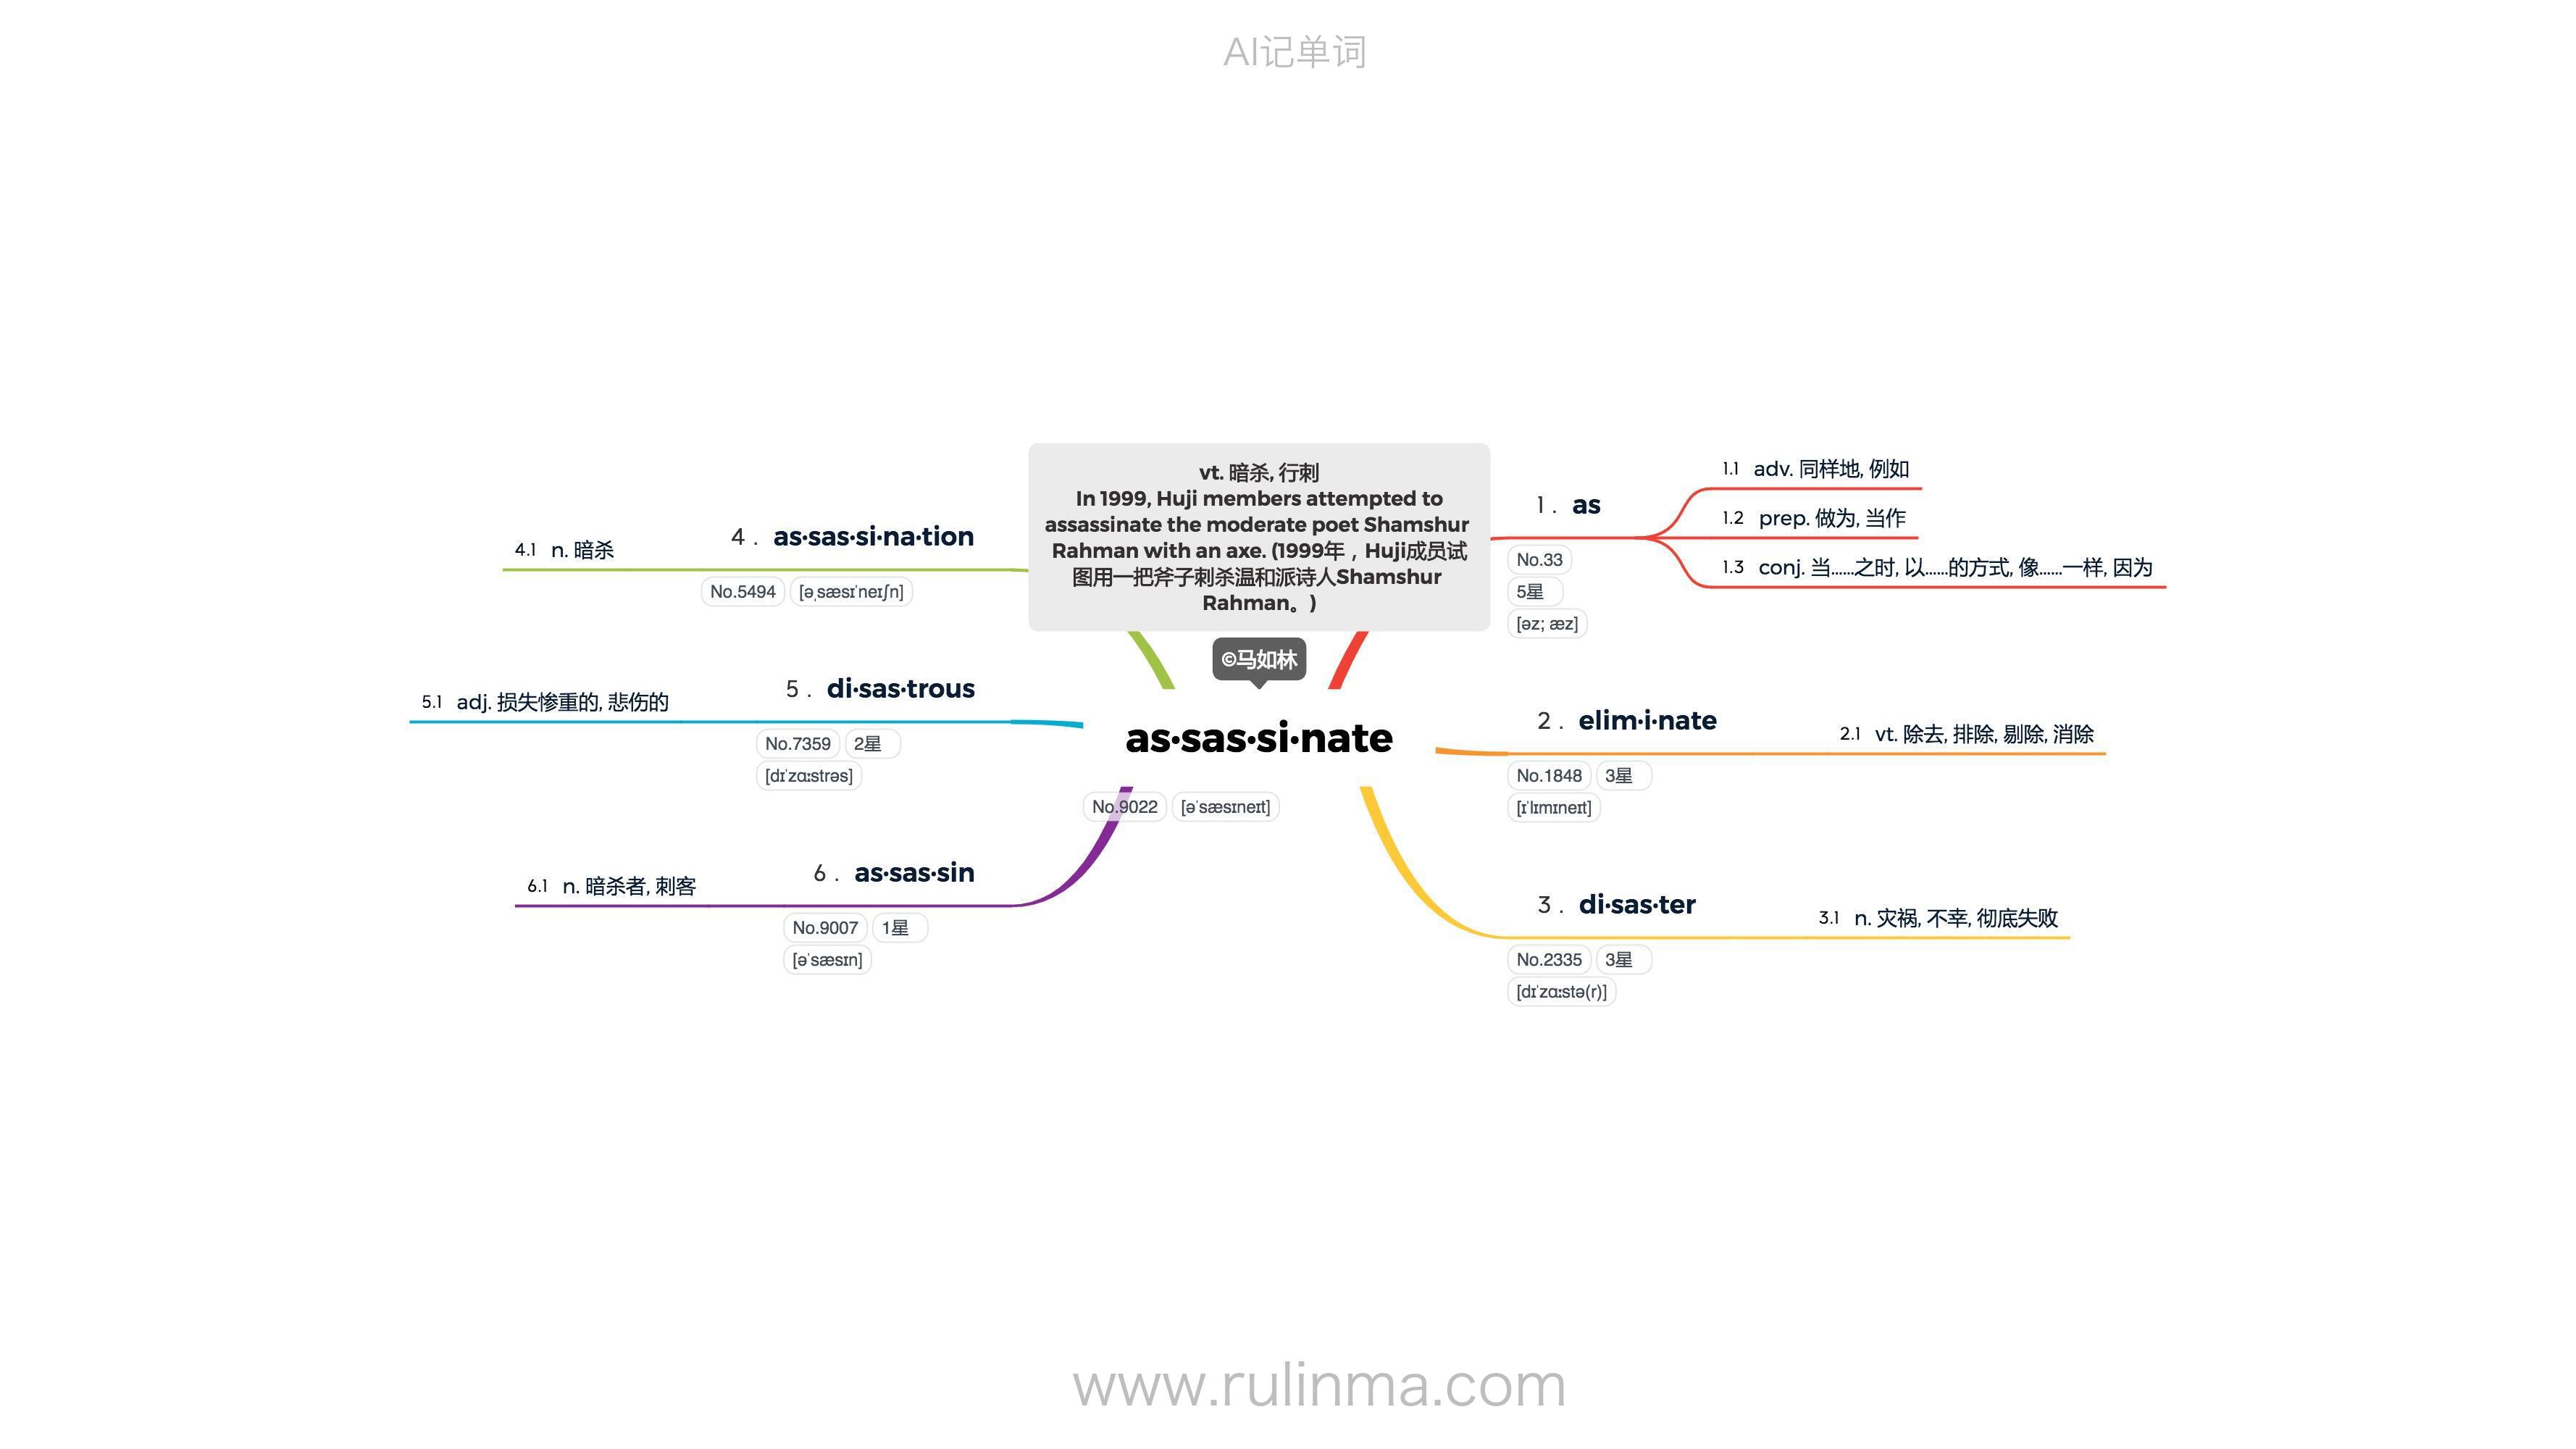 AI记单词
vt. 暗杀, 行刺
In 1999, Huji members attempted to
assassinate the moderate poet Shamshur
Rahman with an axe. (1999年，Huji成员试
图用一把斧子刺杀温和派诗人Shamshur
Rahman。)
©马如林
as·sas·si·nate
No.9022 [əˈsæsɪneɪt]
1. as
No.33
5星
[əz; æz]
1.1 adv. 同样地, 例如
1.2 prep. 做为, 当作
1.3 conj. 当……之时, 以……的方式, 像……一样, 因为
2. elim·i·nate
No.1848 3星
[ɪˈlɪmɪneɪt]
2.1 vt. 除去, 排除, 剔除, 消除
3. di·sas·ter
No.2335 3星
[dɪˈzɑːstə(r)]
3.1 n. 灾祸, 不幸, 彻底失败
4. as·sas·si·na·tion
No.5494 [əˌsæsɪˈneɪʃn]
4.1 n. 暗杀
5. di·sas·trous
No.7359 2星
[dɪˈzɑːstrəs]
5.1 adj. 损失惨重的, 悲伤的
6. as·sas·sin
No.9007 1星
[əˈsæsɪn]
6.1 n. 暗杀者, 刺客
www.rulinma.com